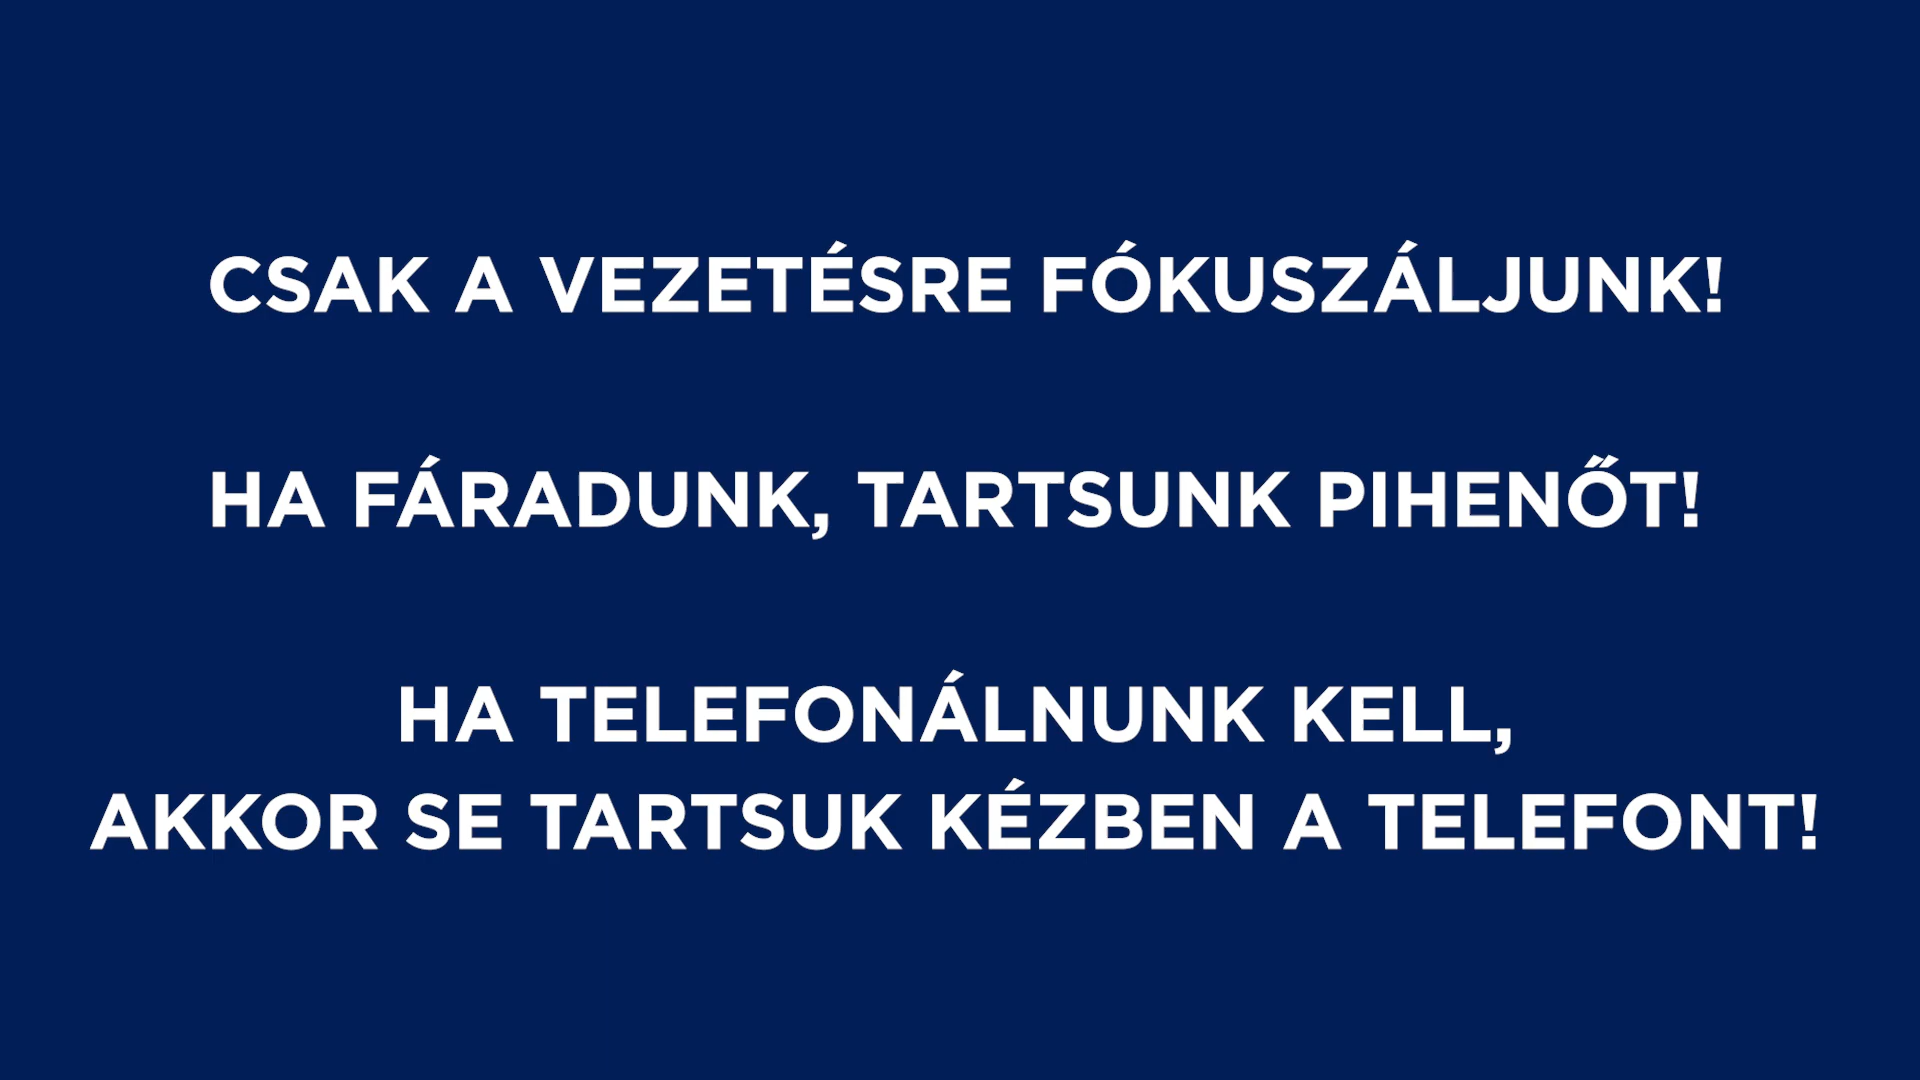 CSAK A VEZETÉSRE FÓKUSZÁLJUNK!
HA FÁRADUNK, TARTSUNK PIHENŐT!
HA TELEFONÁLNUNK KELL,
AKKOR SE TARTSUK KÉZBEN A TELEFONT!